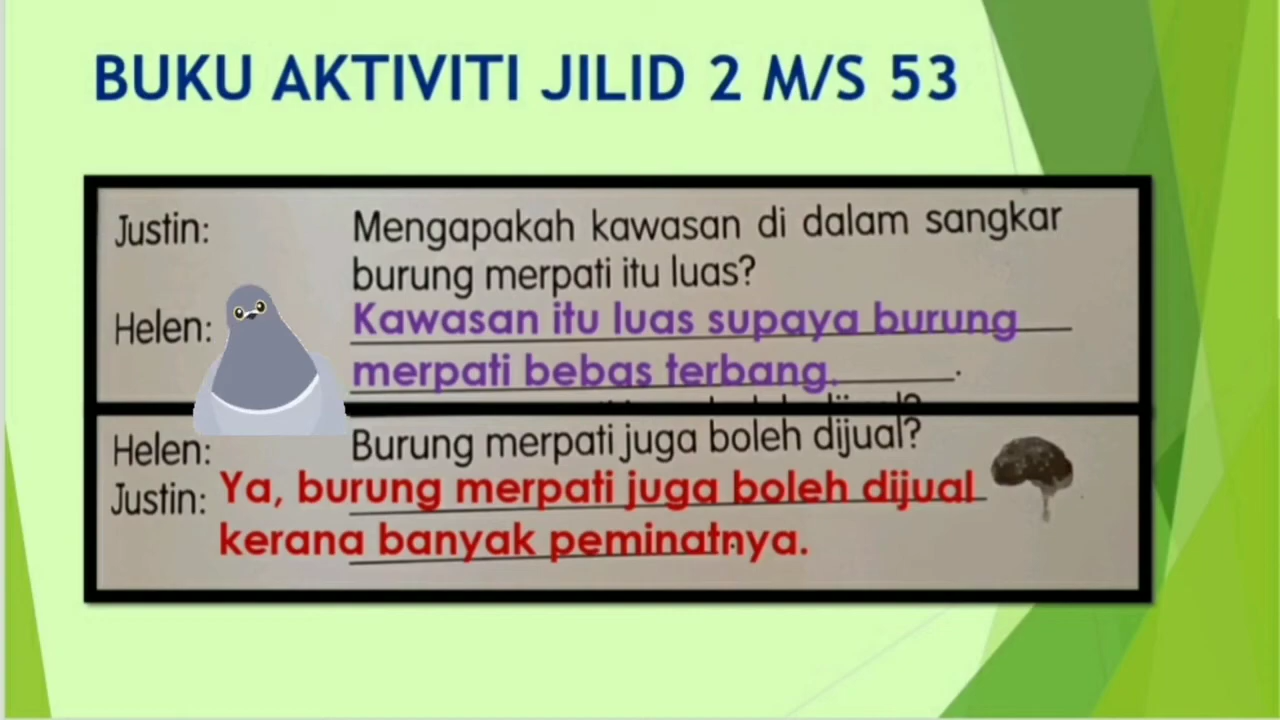 BUKU AKTIVITI JILID 2 M/S 53
Justin: Mengapakah kawasan di dalam sangkar
burung merpati itu luas?
Helen: Kawasan itu luas supaya burung
merpati bebas terbang.
Helen: Burung merpati juga boleh dijual?
Justin: Ya, burung merpati juga boleh dijual
kerana banyak peminatnya.